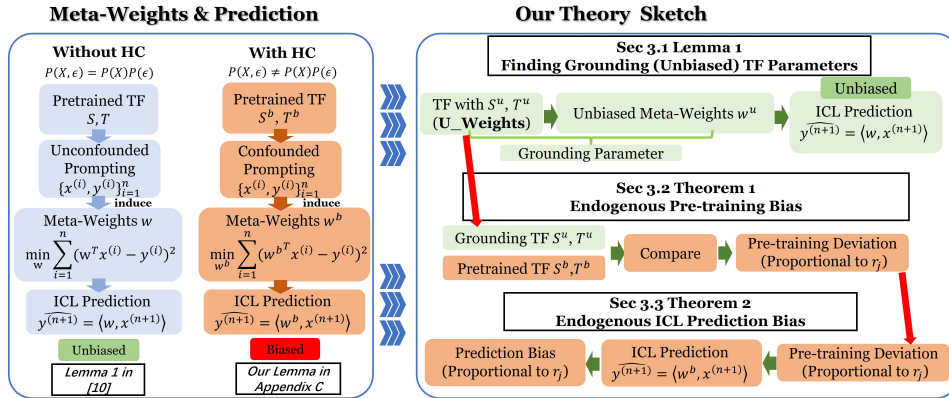 Meta-Weights & Prediction
Without HC
P(X, ϵ) = P(X)P(ϵ)
Pretrained TF
S, T
Unconfounded
Prompting
{x^(i), y^(i)}_{i=1}^n
induce
Meta-Weights w
min_w ∑_{i=1}^n (w^T x^(i) − y^(i))^2
ICL Prediction
\widehat{y^(n+1)} = ⟨w, x^(n+1)⟩
Unbiased
Lemma 1 in
[10]
With HC
P(X, ϵ) ≠ P(X)P(ϵ)
Pretrained TF
S^b, T^b
Confounded
Prompting
{x^(i), y^(i)}_{i=1}^n
induce
Meta-Weights w^b
min_{w^b} ∑_{i=1}^n (w^{b^T} x^(i) − y^(i))^2
ICL Prediction
\widehat{y^(n+1)} = ⟨w^b, x^(n+1)⟩
Biased
Our Lemma in
Appendix C
Our Theory Sketch
Sec 3.1 Lemma 1
Finding Grounding (Unbiased) TF Parameters
TF with S^u, T^u
(U_Weights)
Unbiased Meta-Weights w^u
Unbiased
ICL Prediction
\widehat{y^(n+1)} = ⟨w, x^(n+1)⟩
Grounding Parameter
Sec 3.2 Theorem 1
Endogenous Pre-training Bias
Grounding TF S^u, T^u
Pretrained TF S^b,T^b
Compare
Pre-training Deviation
(Proportional to r_j)
Sec 3.3 Theorem 2
Endogenous ICL Prediction Bias
Prediction Bias
(Proportional to r_j)
ICL Prediction
\widehat{y^(n+1)} = ⟨w^b, x^(n+1)⟩
Pre-training Deviation
(Proportional to r_j)